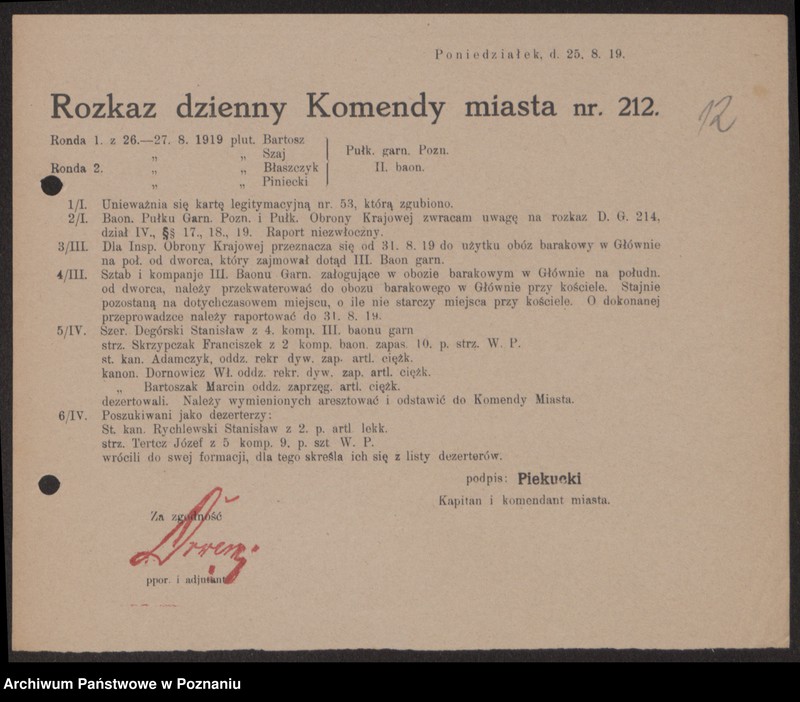 Poniedziałek, d. 25. 8. 19.
Rozkaz dzienny Komendy miasta nr. 212.
12
Ronda 1. z 26.—27. 8. 1919 plut. Bartosz
„ „ Szaj
Pułk. garn. Pozn.
Ronda 2. „ „ Błaszczyk
II. baon.
„ „ Piniecki
1/I. Unieważnia się kartę legitymacyjną nr. 53, którą zgubiono.
2/I. Baon. Pułku Garn. Pozn. i Pułk. Obrony Krajowej zwracam uwagę na rozkaz D. G. 214,
dział IV., §§ 17., 18., 19. Raport niezwłoczny.
3/III. Dla Insp. Obrony Krajowej przeznacza się od 31. 8. 19 do użytku obóz barakowy w Głównie
na poł. od dworca, który zajmował dotąd III. Baon garn.
4/III. Sztab i kompanje III. Baonu Garn. załogujące w obozie barakowym w Głównie na połudn.
od dworca, należy przekwaterować do obozu barakowego w Głównie przy kościele. Stajnie
pozostaną na dotychczasowem miejscu, o ile nie starczy miejsca przy kościele. O dokonanej
przeprowadzce należy raportować do 31. 8. 19.
5/IV. Szer. Degórski Stanisław z 4. komp. III. baonu garn
strz. Skrzypczak Franciszek z 2 komp. baon. zapas. 10. p. strz. W. P.
st. kan. Adamczyk, oddz. rekr dyw. zap. artl. ciężk.
kanon. Dornowicz Wł. oddz. rekr. dyw. zap. artl. ciężk.
„ Bartoszak Marcin oddz. zaprzęg. artl. ciężk.
dezertowali. Należy wymienionych aresztować i odstawić do Komendy Miasta.
6/IV. Poszukiwani jako dezerterzy:
St. kan. Rychlewski Stanisław z 2. p. artl. lekk.
strz. Tertcz Józef z 5 komp. 9. p. szt W. P.
wrócili do swej formacji, dla tego skreśla ich się z listy dezerterów.
podpis: Piekucki
Kapitan i komendant miasta.
Za zgodność
ppor. i adjutant
Archiwum Państwowe w Poznaniu